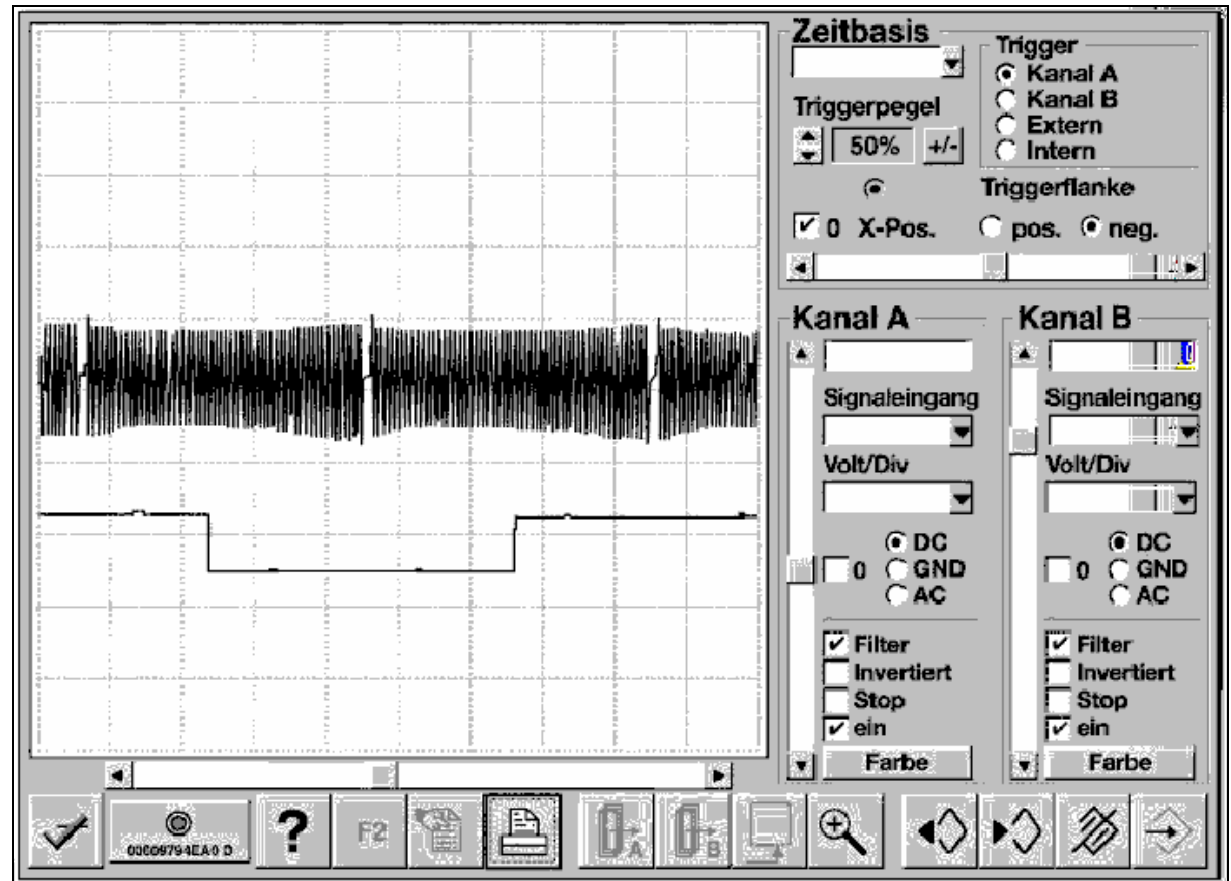 Zeitbasis
Trigger
Kanal A
Kanal B
Extern
Intern
Triggerpegel
50%
+/-
Triggerflanke
0 X-Pos.
pos.
neg.
Kanal A
Signaleingang
Volt/Div
DC
0 GND
AC
Filter
Invertiert
Stop
ein
Farbe
Kanal B
Signaleingang
Volt/Div
DC
0 GND
AC
Filter
Invertiert
Stop
ein
Farbe
?
F2
A
B